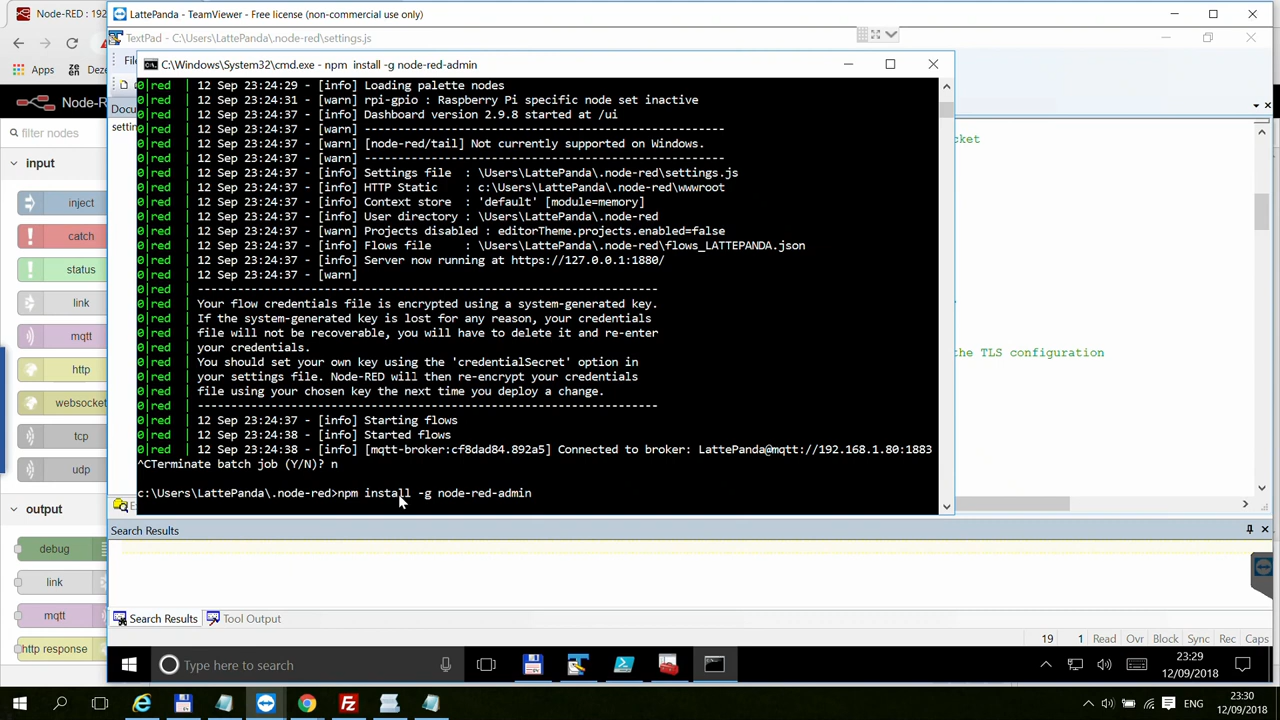 Node-RED : 192
LattePanda - TeamViewer - Free license (non-commercial use only)
TextPad - C:\Users\LattePanda\.node-red\settings.js
Apps
Deze
C:\Windows\System32\cmd.exe - npm  install -g node-red-admin
0|red   | 12 Sep 23:24:29 - [info] Loading palette nodes
0|red   | 12 Sep 23:24:31 - [warn] rpi-gpio : Raspberry Pi specific node set inactive
0|red   | 12 Sep 23:24:37 - [info] Dashboard version 2.9.8 started at /ui
0|red   | 12 Sep 23:24:37 - [warn] -------------------------------------------------
0|red   | 12 Sep 23:24:37 - [warn] [node-red/tail] Not currently supported on Windows.
0|red   | 12 Sep 23:24:37 - [warn] -------------------------------------------------
0|red   | 12 Sep 23:24:37 - [info] Settings file  : \Users\LattePanda\.node-red\settings.js
0|red   | 12 Sep 23:24:37 - [info] HTTP Static    : c:\Users\LattePanda\.node-red\wwwroot
0|red   | 12 Sep 23:24:37 - [info] Context store  : 'default' [module=memory]
0|red   | 12 Sep 23:24:37 - [info] User directory : \Users\LattePanda\.node-red
0|red   | 12 Sep 23:24:37 - [warn] Projects disabled : editorTheme.projects.enabled=false
0|red   | 12 Sep 23:24:37 - [info] Flows file     : \Users\LattePanda\.node-red\flows_LATTEPANDA.json
0|red   | 12 Sep 23:24:37 - [info] Server now running at https://127.0.0.1:1880/
0|red   | 12 Sep 23:24:37 - [warn]
0|red   | ---------------------------------------------------------------
0|red   | Your flow credentials file is encrypted using a system-generated key.
0|red   | If the system-generated key is lost for any reason, your credentials
0|red   | file will not be recoverable, you will have to delete it and re-enter
0|red   | your credentials.
0|red   | You should set your own key using the 'credentialSecret' option in
0|red   | your settings file. Node-RED will then re-encrypt your credentials
0|red   | file using your chosen key the next time you deploy a change.
0|red   | ---------------------------------------------------------------
0|red   | 12 Sep 23:24:37 - [info] Starting flows
0|red   | 12 Sep 23:24:38 - [info] Started flows
0|red   | 12 Sep 23:24:38 - [info] [mqtt-broker:cf8dad84.892a5] Connected to broker: LattePanda@mqtt://192.168.1.80:1883
^CTerminate batch job (Y/N)? n
c:\Users\LattePanda\.node-red>npm install -g node-red-admin
Node-R
filter nodes
input
inject
catch
status
link
mqtt
http
websocket
tcp
udp
output
debug
link
mqtt
http response
Docu
settin
cket
the TLS configuration
Search Results
Search Results
Tool Output
19
1
Read
Ovr
Block
Sync
Rec
Caps
Type here to search
23:29
12/09/2018
ENG
23:30
12/09/2018